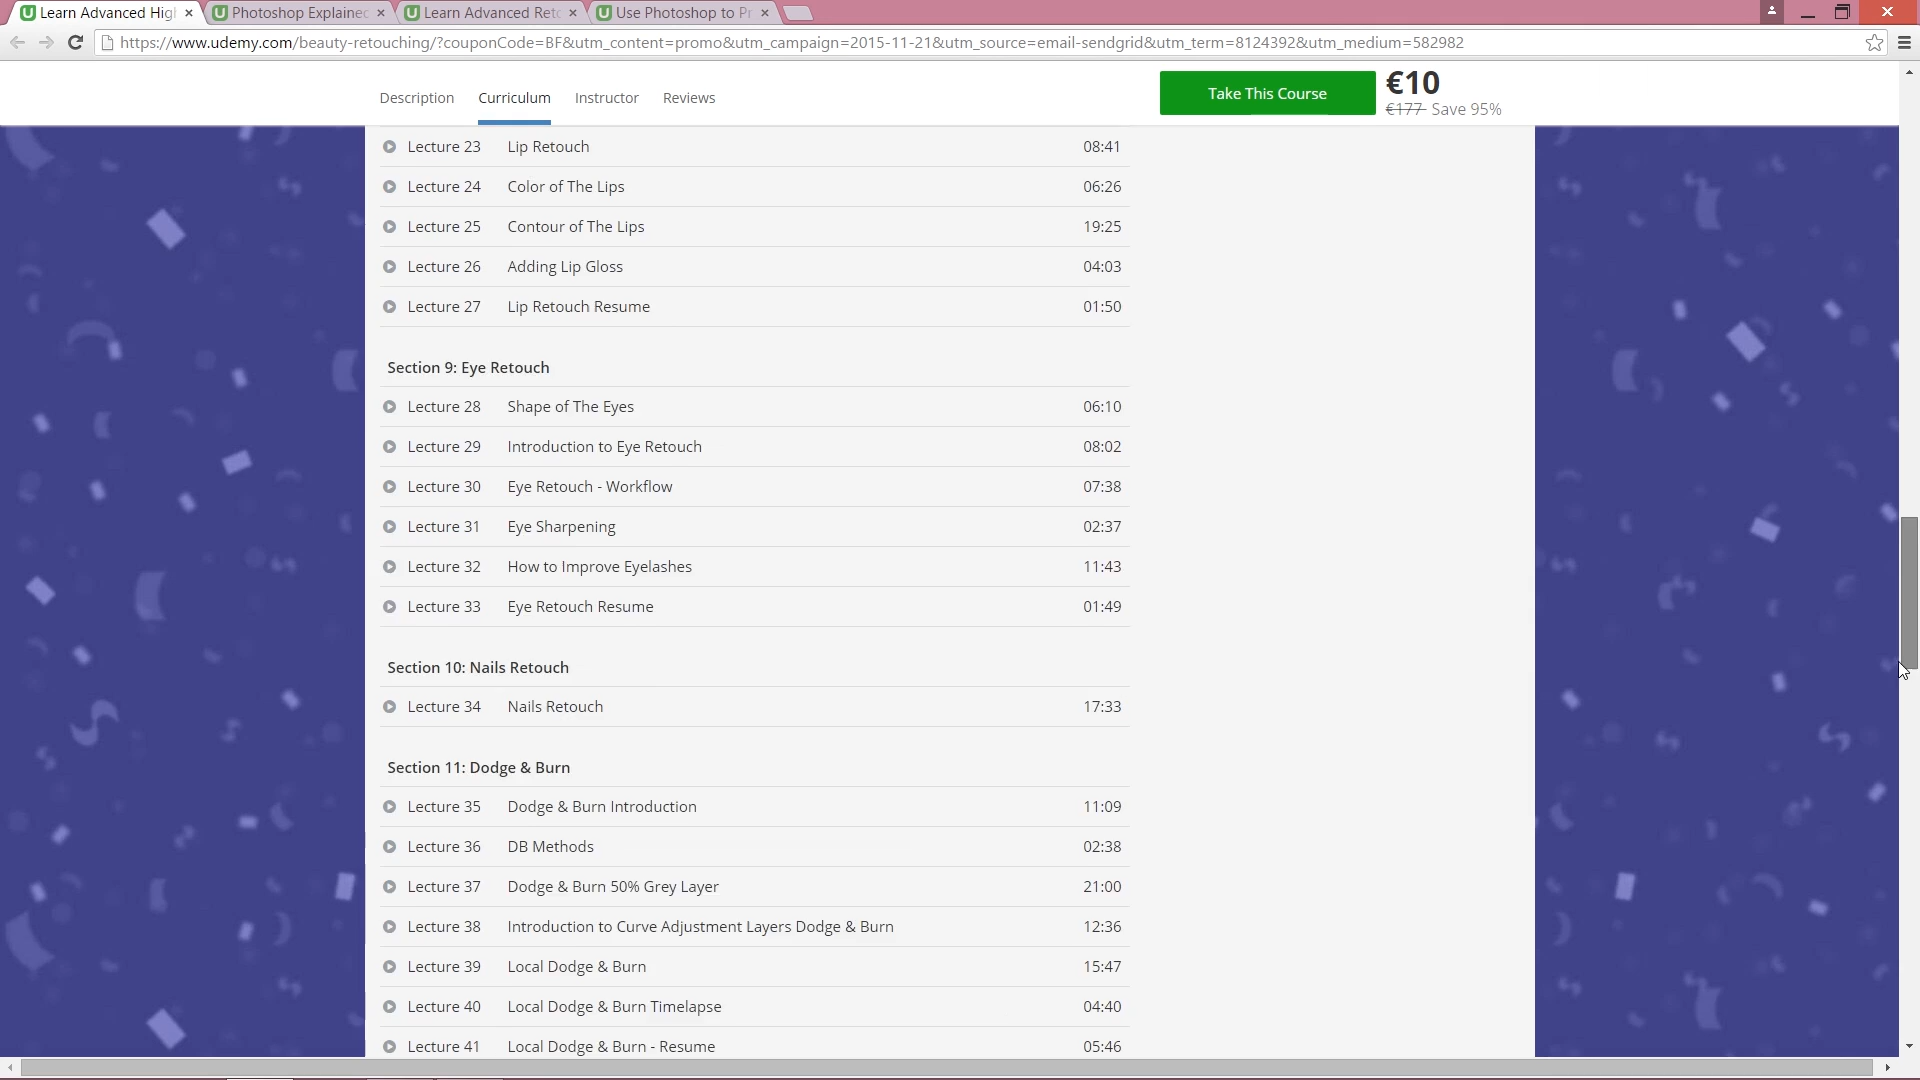 Learn Advanced Hig
Photoshop Explained
Learn Advanced Reto
Use Photoshop to Pr
https://www.udemy.com/beauty-retouching/?couponCode=BF&utm_content=promo&utm_campaign=2015-11-21&utm_source=email-sendgrid&utm_term=8124392&utm_medium=582982
Description Curriculum Instructor Reviews
Take This Course
€10
€177 Save 95%
Lecture 23 Lip Retouch 08:41
Lecture 24 Color of The Lips 06:26
Lecture 25 Contour of The Lips 19:25
Lecture 26 Adding Lip Gloss 04:03
Lecture 27 Lip Retouch Resume 01:50
Section 9: Eye Retouch
Lecture 28 Shape of The Eyes 06:10
Lecture 29 Introduction to Eye Retouch 08:02
Lecture 30 Eye Retouch - Workflow 07:38
Lecture 31 Eye Sharpening 02:37
Lecture 32 How to Improve Eyelashes 11:43
Lecture 33 Eye Retouch Resume 01:49
Section 10: Nails Retouch
Lecture 34 Nails Retouch 17:33
Section 11: Dodge & Burn
Lecture 35 Dodge & Burn Introduction 11:09
Lecture 36 DB Methods 02:38
Lecture 37 Dodge & Burn 50% Grey Layer 21:00
Lecture 38 Introduction to Curve Adjustment Layers Dodge & Burn 12:36
Lecture 39 Local Dodge & Burn 15:47
Lecture 40 Local Dodge & Burn Timelapse 04:40
Lecture 41 Local Dodge & Burn - Resume 05:46